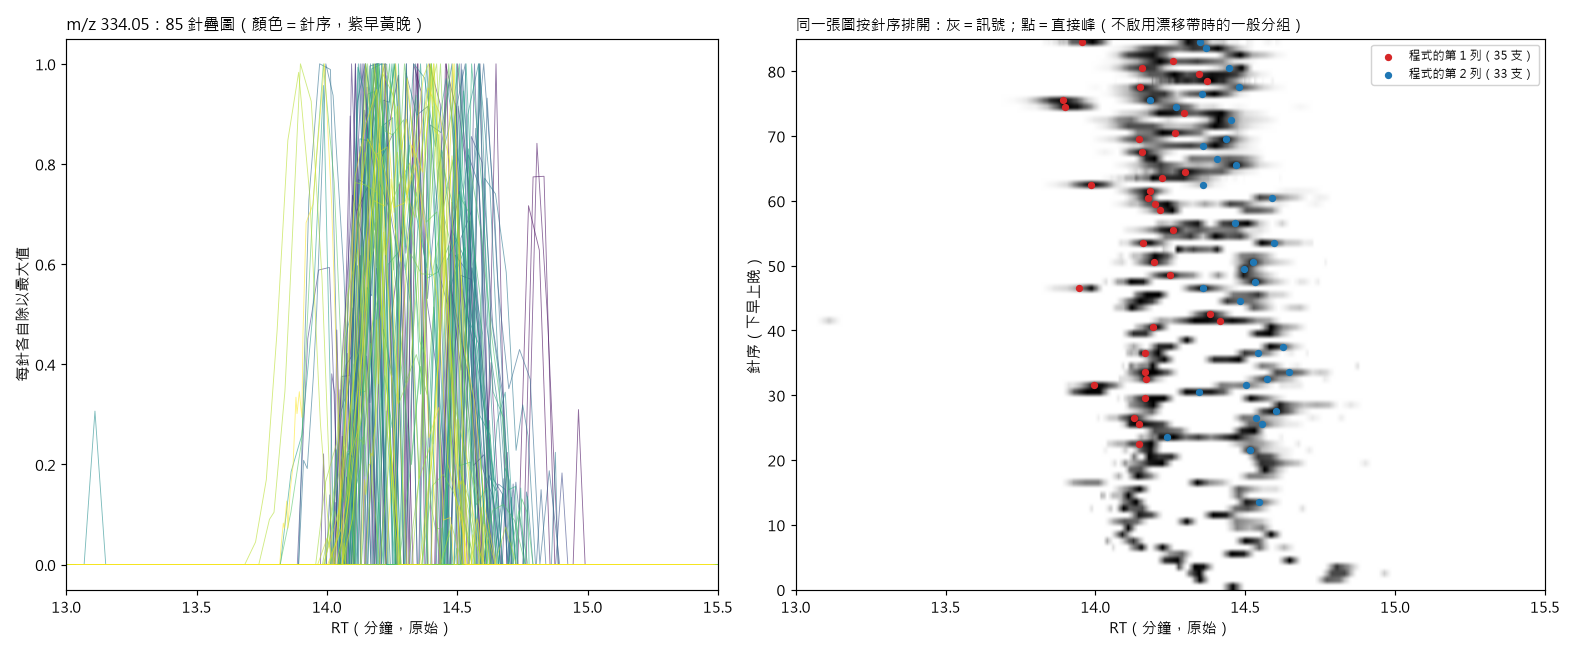 m/z 334.05：85 針疊圖（顏色＝針序，紫早黃晚）
每針各自除以最大值
1.0
0.8
0.6
0.4
0.2
0.0
13.0 13.5 14.0 14.5 15.0 15.5
RT（分鐘，原始）
同一張圖按針序排開：灰＝訊號；點＝直接峰（不啟用漂移帶時的一般分組）
程式的第 1 列（35 支）
程式的第 2 列（33 支）
針序（下早上晚）
80
70
60
50
40
30
20
10
0
13.0 13.5 14.0 14.5 15.0 15.5
RT（分鐘，原始）